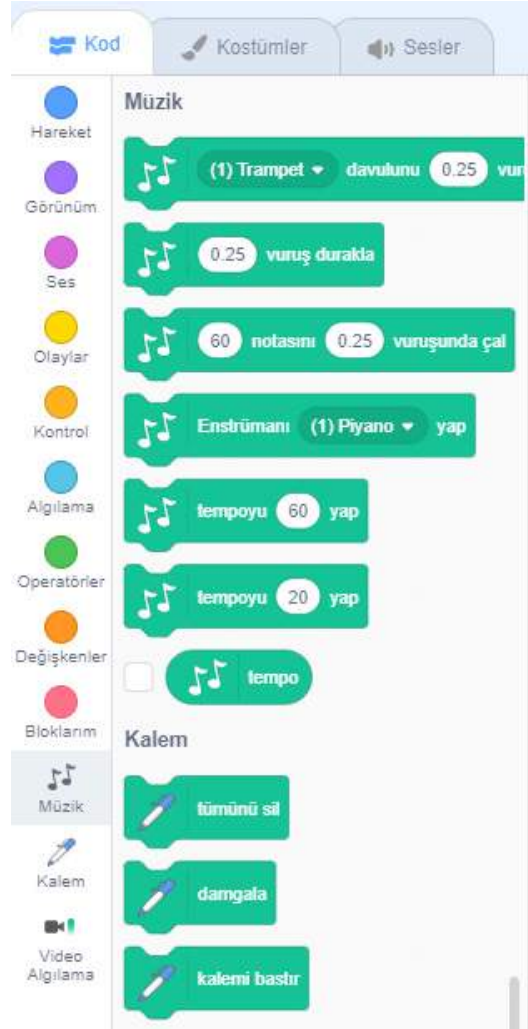 Kod
Kostümler
Sesler
Hareket
Görünüm
Ses
Olaylar
Kontrol
Algılama
Operatörler
Değişkenler
Bloklarım
Müzik
Kalem
Video
Algılama
Müzik
(1) Trampet davulunu 0.25 vuru
0.25 vuruş durakla
60 notasını 0.25 vuruşunda çal
Enstrümanı (1) Piyano yap
tempoyu 60 yap
tempoyu 20 yap
tempo
Kalem
tümünü sil
damgala
kalemi bastır